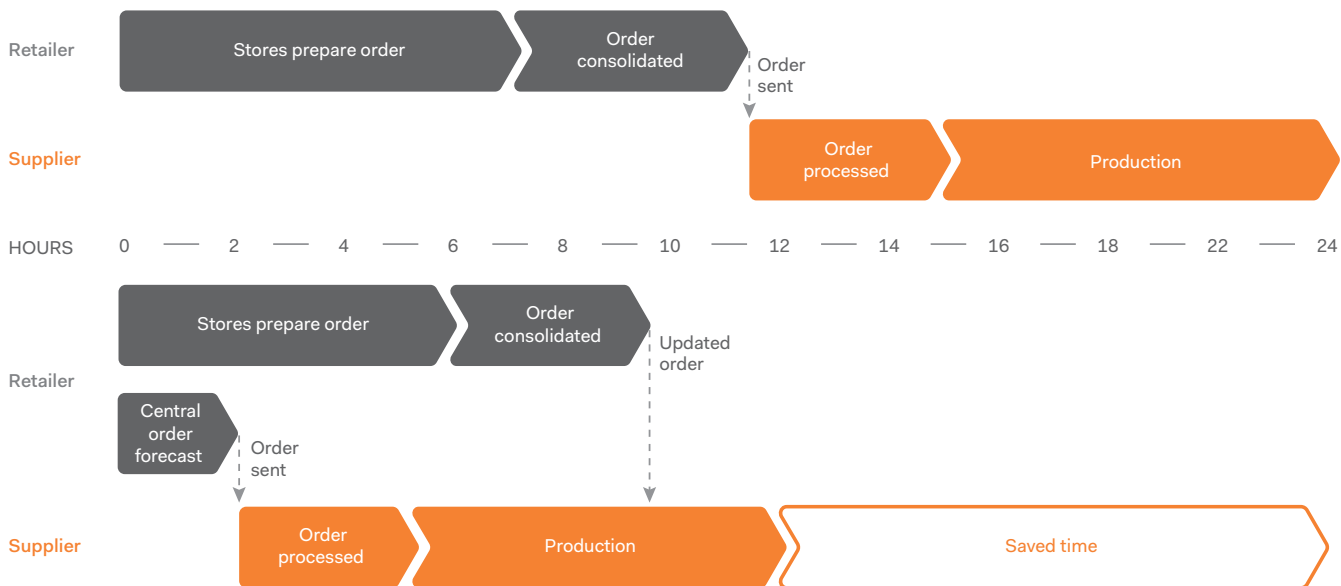 Retailer
Stores prepare order
Order
consolidated
Order
sent
Supplier
Order
processed
Production
HOURS 0 2 4 6 8 10 12 14 16 18 22 24
Stores prepare order
Order
consolidated
Updated
order
Retailer
Central
order
forecast
Order
sent
Supplier
Order
processed
Production
Saved time